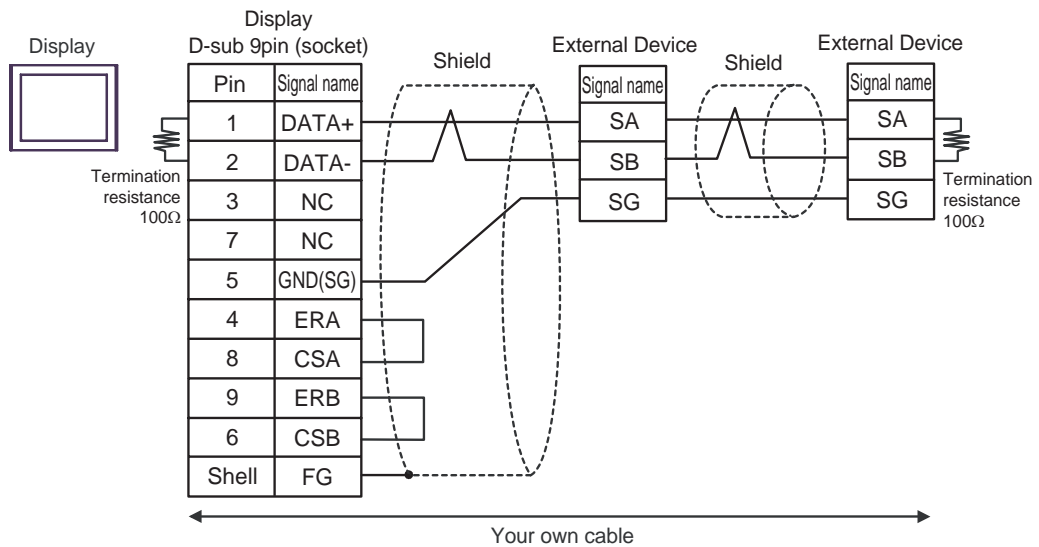 Display
Display
D-sub 9pin (socket)
Pin Signal name
1 DATA+
2 DATA-
3 NC
7 NC
5 GND(SG)
4 ERA
8 CSA
9 ERB
6 CSB
Shell FG
Termination
resistance
100Ω
Shield
External Device
Signal name
SA
SB
SG
Shield
External Device
Signal name
SA
SB
SG
Termination
resistance
100Ω
Your own cable